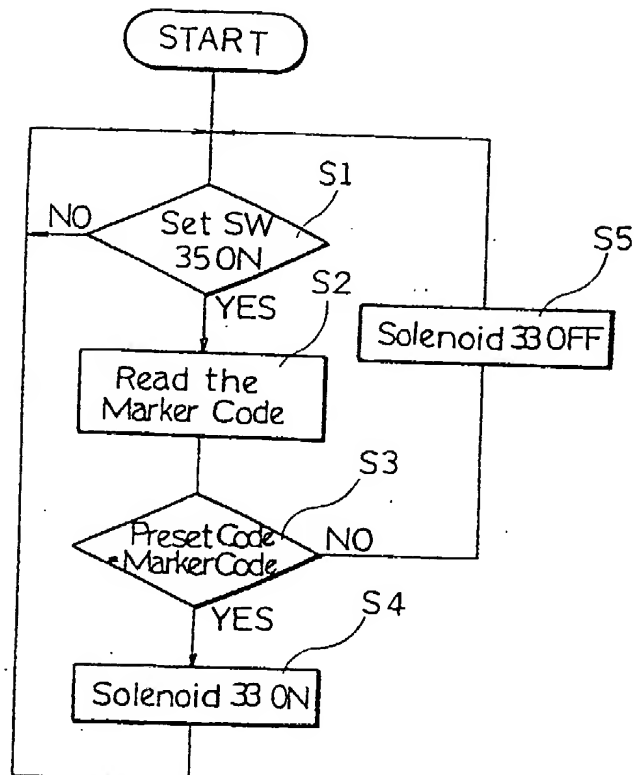 START
S1
NO
Set SW
35 ON
S2
YES
S5
Solenoid 33 OFF
Read the
Marker Code
S3
Preset Code
Marker Code
NO
YES
S4
Solenoid 33 ON